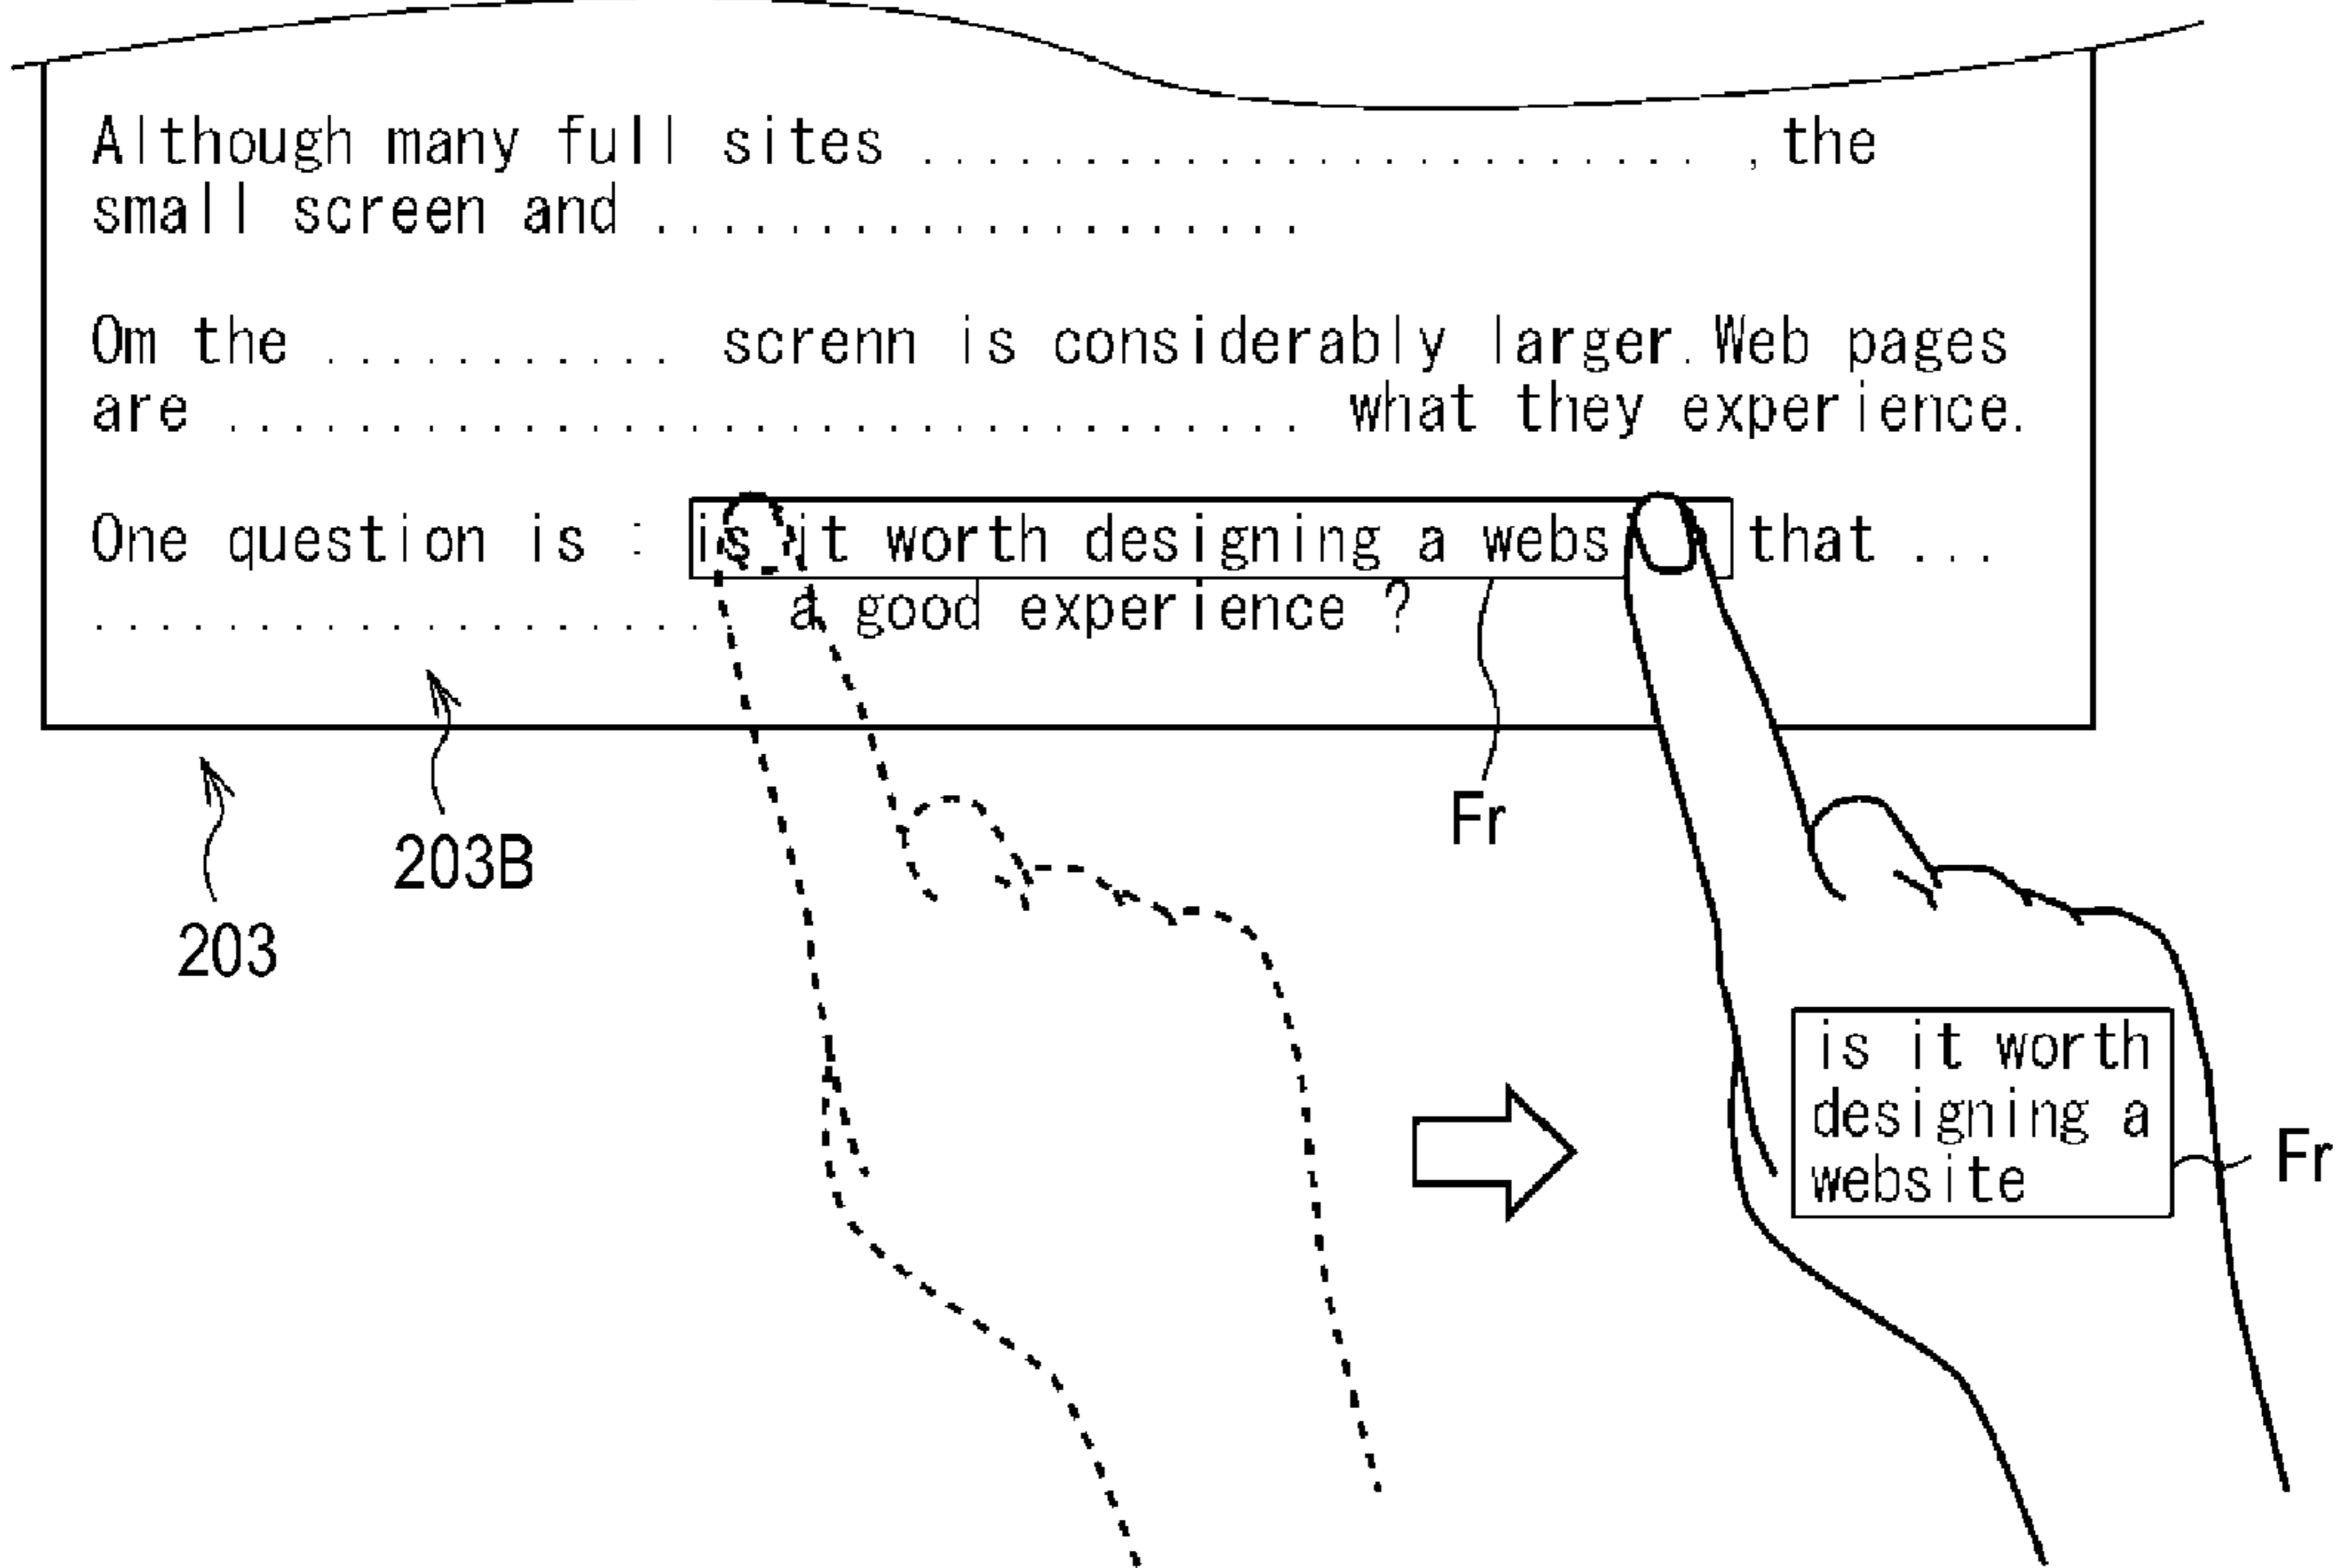 Although many full sites ........................ , the
small screen and ....................
Om the ........... screnn is considerably larger. Web pages
are ................................. what they experience.
One question is : is it worth designing a webs that ...
.................... a good experience ?
Fr
203B
203
is it worth
designing a
website
Fr